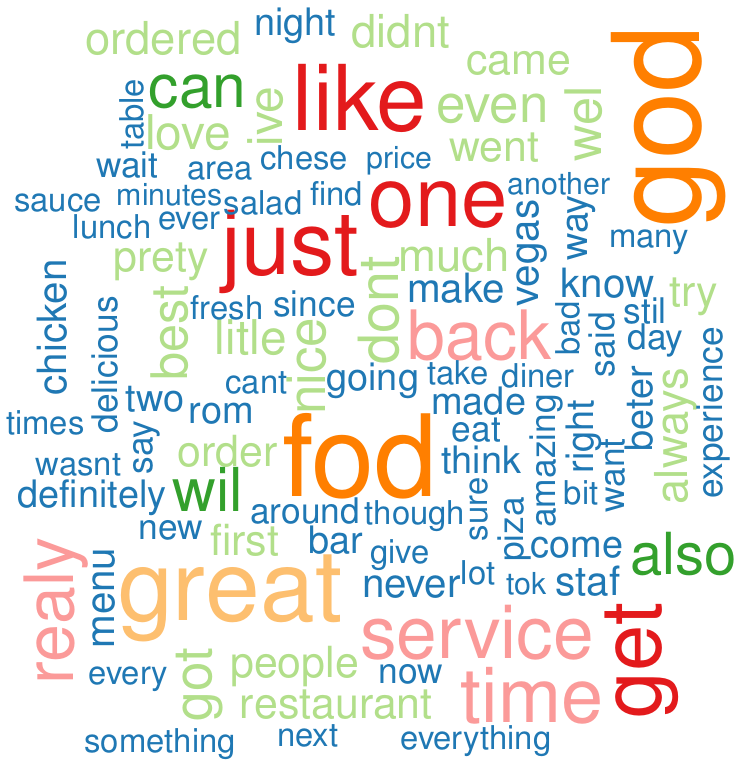 night
didnt
ordered
god
came
can
like
even
table
love
ive
wel
went
wait
area
chese
price
one
another
sauce
minutes
salad
find
lunch
ever
just
vegas
way
many
prety
much
dont
make
know
try
chicken
best
fresh
since
stil
bad
said
day
delicious
litle
nice
back
experience
cant
going
take
diner
two
rom
made
beter
always
times
fod
eat
amazing
right
say
order
think
want
wasnt
definitely
wil
sure
bit
around
though
piza
new
first
bar
come
also
realy
menu
great
give
never
lot
tok
staf
service
get
every
got
people
now
time
restaurant
something
next
everything